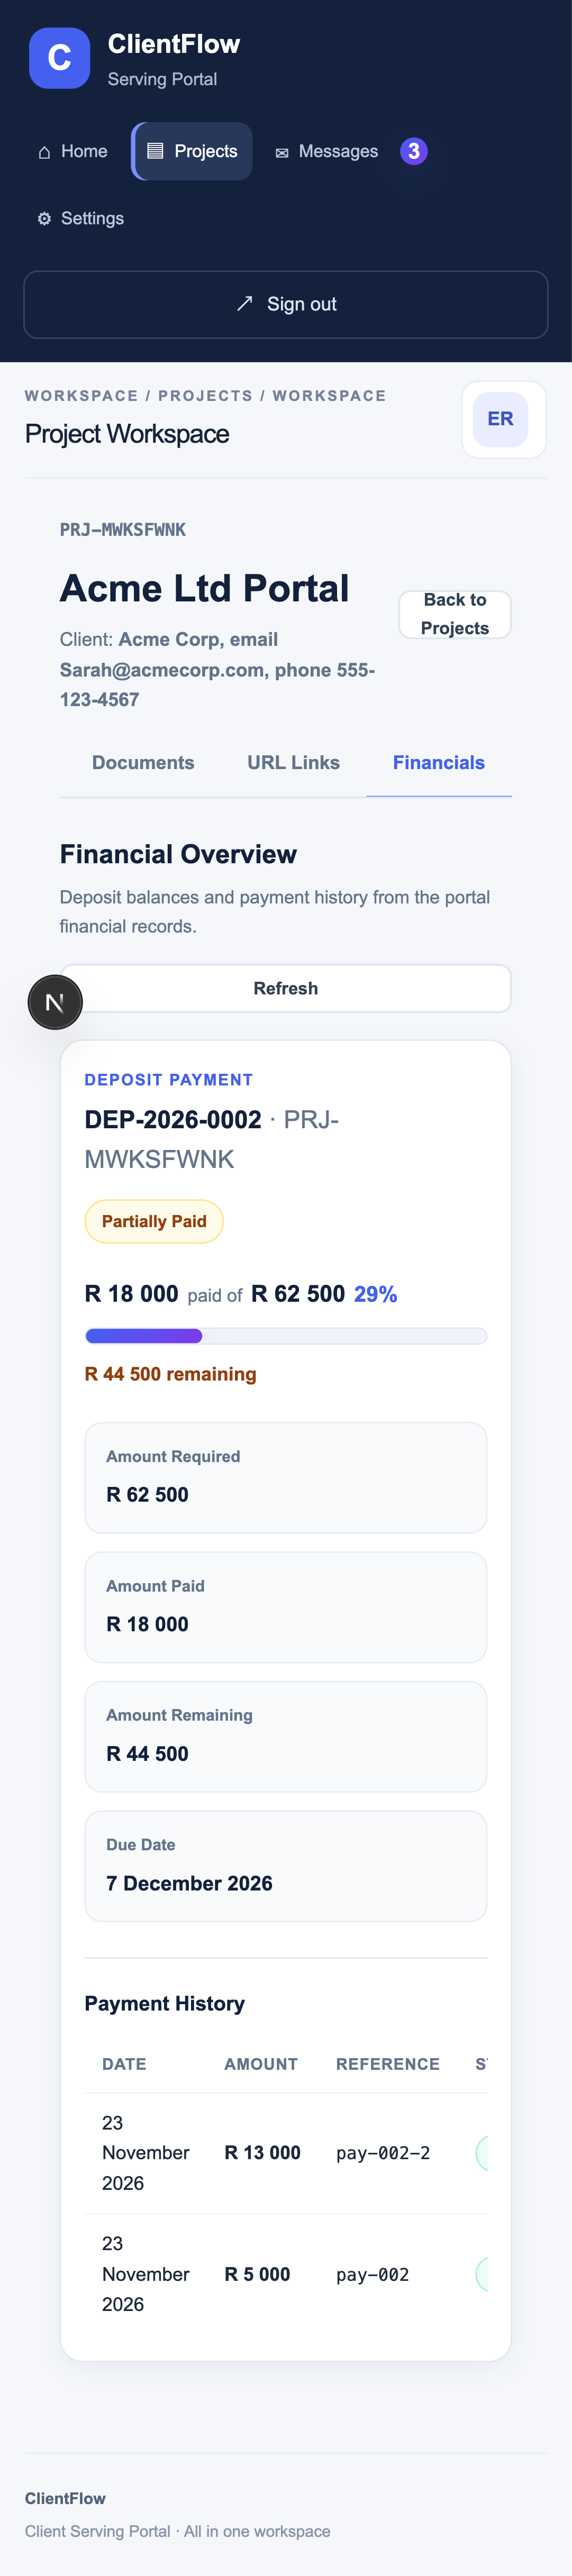 C
ClientFlow
Serving Portal
Home
Projects
Messages
3
Settings
Sign out
WORKSPACE / PROJECTS / WORKSPACE
Project Workspace
ER
PRJ-MWKSFWNK
Acme Ltd Portal
Back to
Projects
Client: Acme Corp, email
Sarah@acmecorp.com, phone 555-
123-4567
Documents
URL Links
Financials
Financial Overview
Deposit balances and payment history from the portal
financial records.
Refresh
N
DEPOSIT PAYMENT
DEP-2026-0002 · PRJ-
MWKSFWNK
Partially Paid
R 18 000 paid of R 62 500 29%
R 44 500 remaining
Amount Required
R 62 500
Amount Paid
R 18 000
Amount Remaining
R 44 500
Due Date
7 December 2026
Payment History
DATE AMOUNT REFERENCE
23
November
2026
R 13 000 pay-002-2
23
November
2026
R 5 000 pay-002
ClientFlow
Client Serving Portal · All in one workspace